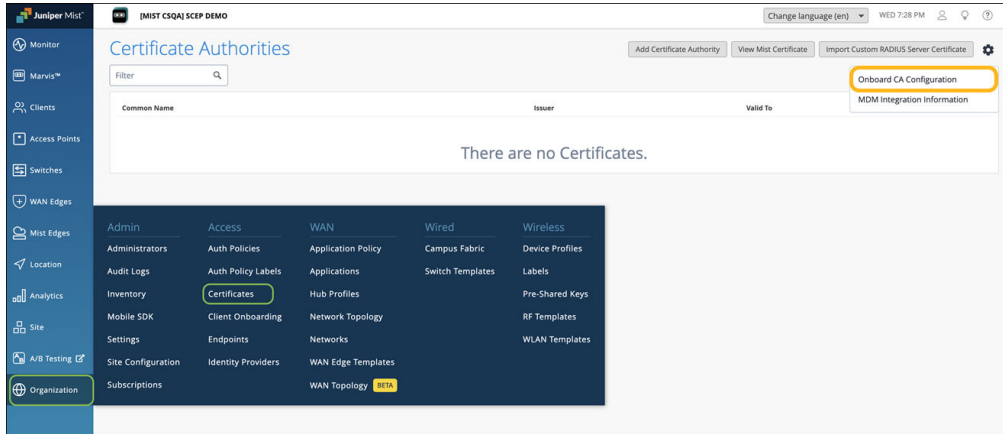 Juniper Mist™
[MIST CSQA] SCEP DEMO
Change language (en)
WED 7:28 PM
Monitor
Marvis™
Clients
Access Points
Switches
WAN Edges
Mist Edges
Location
Analytics
Site
A/B Testing
Organization
Certificate Authorities
Add Certificate Authority
View Mist Certificate
Import Custom RADIUS Server Certificate
Filter
Onboard CA Configuration
MDM Integration Information
Common Name
Issuer
Valid To
There are no Certificates.
Admin
Administrators
Audit Logs
Inventory
Mobile SDK
Settings
Site Configuration
Subscriptions
Access
Auth Policies
Auth Policy Labels
Certificates
Client Onboarding
Endpoints
Identity Providers
WAN
Application Policy
Applications
Hub Profiles
Network Topology
Networks
WAN Edge Templates
WAN Topology BETA
Wired
Campus Fabric
Switch Templates
Wireless
Device Profiles
Labels
Pre-Shared Keys
RF Templates
WLAN Templates